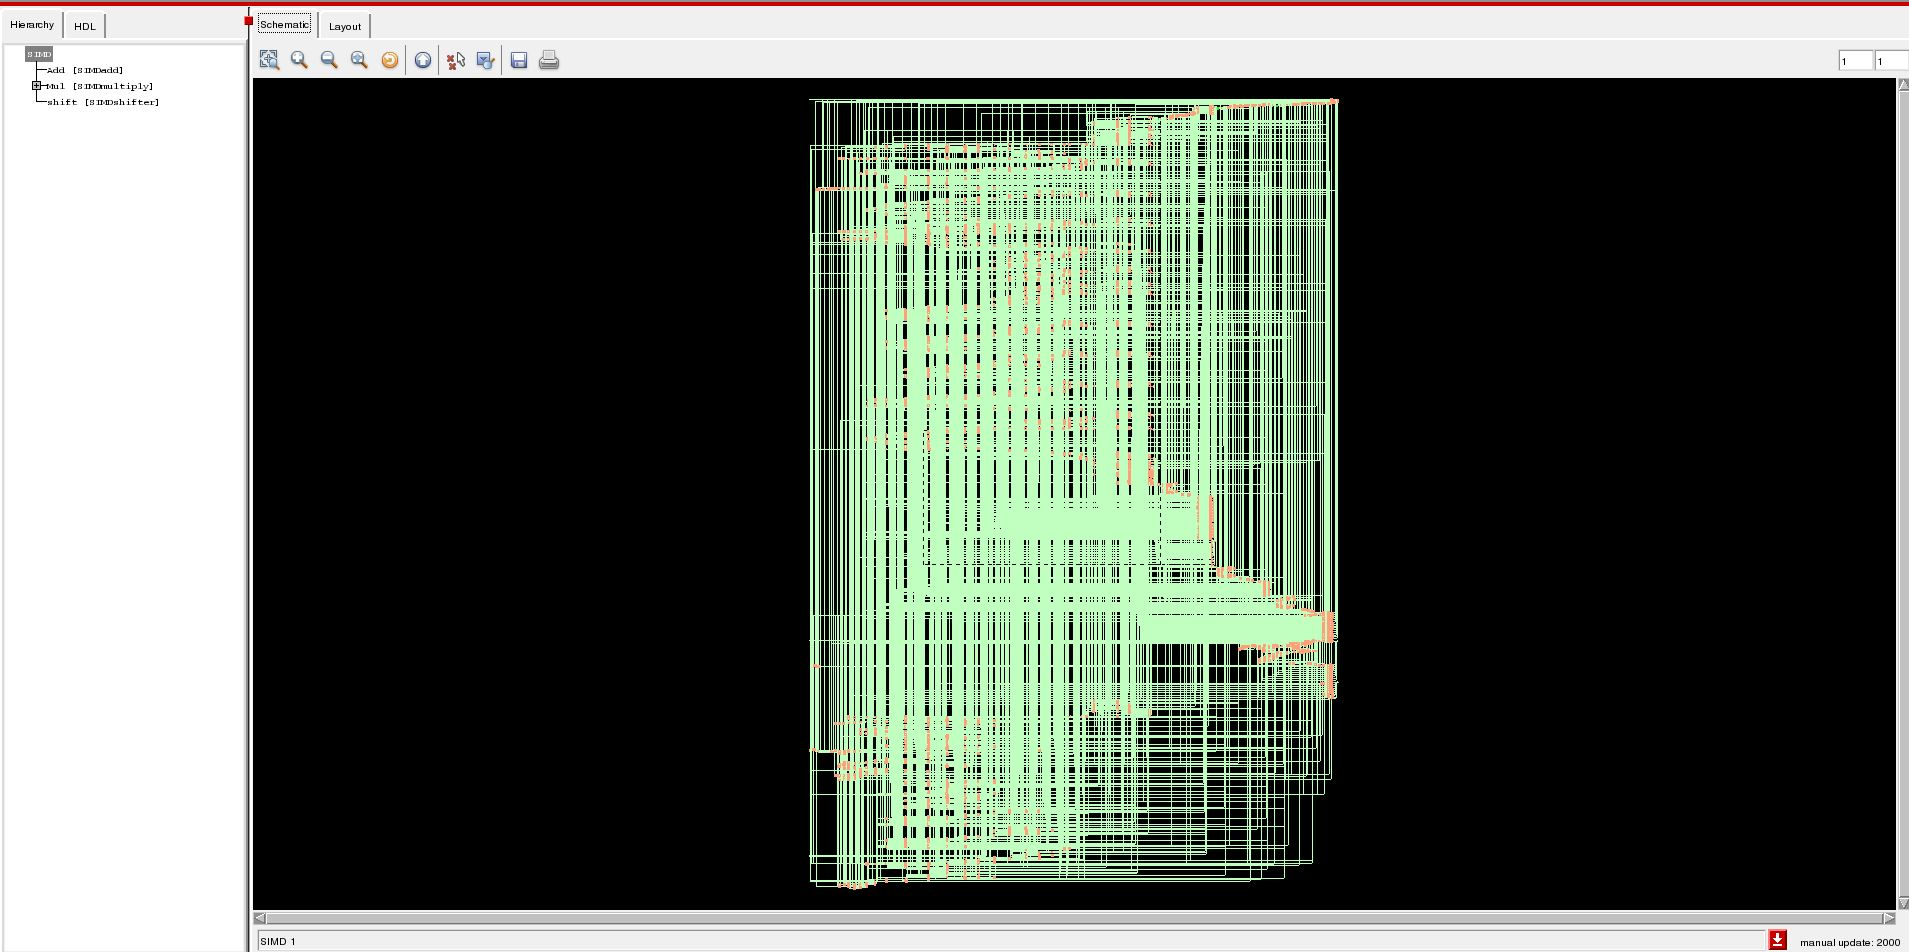 Hierarchy HDL
SIMD
Add [SIMDadd]
Mul [SIMDmultiply]
shift [SIMDshifter]
Schematic Layout
1 1
SIMD 1
manual update: 2000